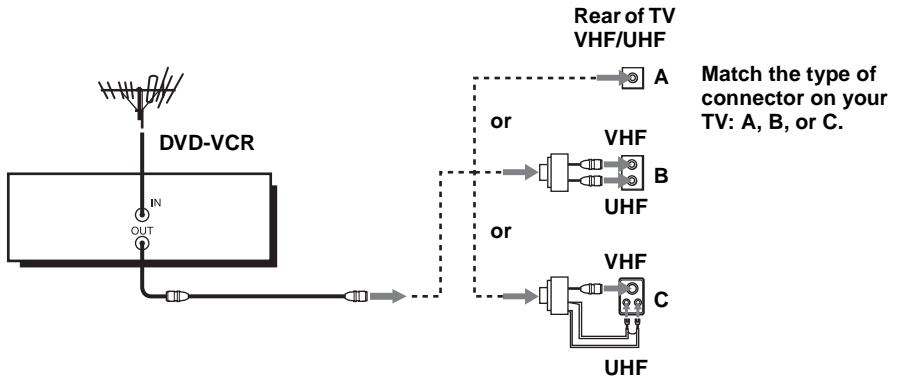 Rear of TV
VHF/UHF
A
Match the type of
connector on your
TV: A, B, or C.
or
DVD-VCR
VHF
B
UHF
IN
OUT
or
VHF
C
UHF